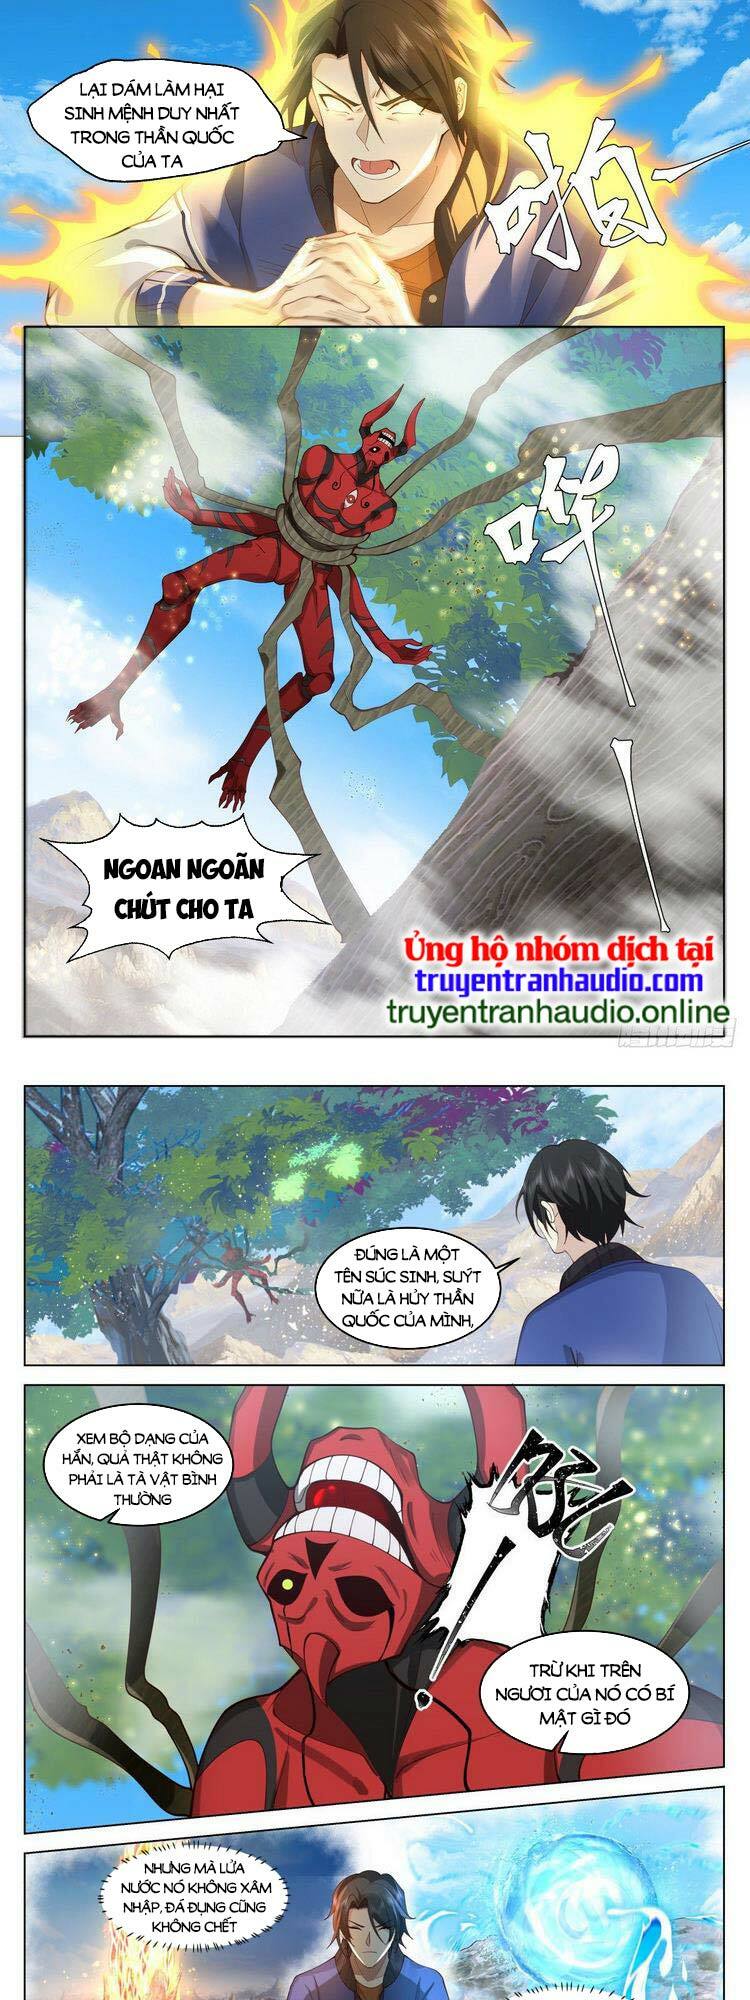 LẠI DÁM LÀM HẠI
SINH MỆNH DUY NHẤT
TRONG THẦN QUỐC
CỦA TA
啪
哗
NGOAN NGOÃN
CHÚT CHO TA
Ủng hộ nhóm dịch tại
truyentranhaudio.com
truyentranhaudio.online
ĐÚNG LÀ MỘT
TÊN SÚC SINH, SUÝT
NỮA LÀ HỦY THẦN
QUỐC CỦA MÌNH,
XEM BỘ DẠNG CỦA
HẮN, QUẢ THẬT KHÔNG
PHẢI LÀ TÀ VẬT BÌNH
THƯỜNG
TRỪ KHI TRÊN
NGƯƠI CỦA NÓ CÓ BÍ
MẬT GÌ ĐÓ
NHƯNG MÀ LỬA
NƯỚC NÓ KHÔNG XÂM
NHẬP, ĐÁ ĐỤNG CŨNG
KHÔNG CHẾT